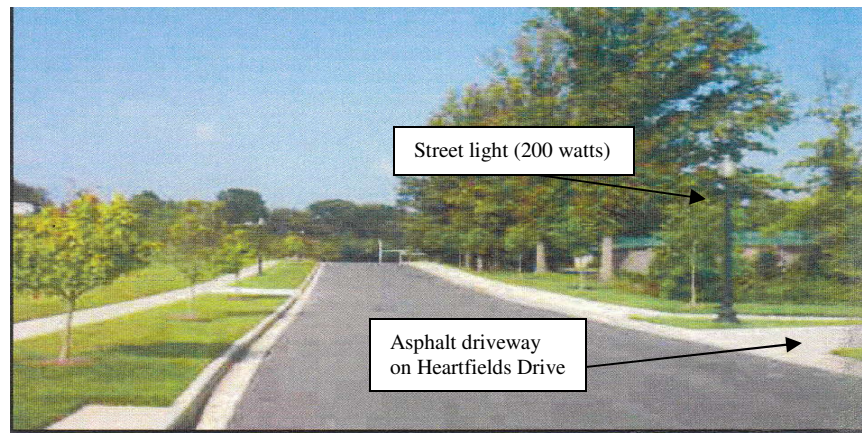 Street light (200 watts)
Asphalt driveway
on Heartfields Drive